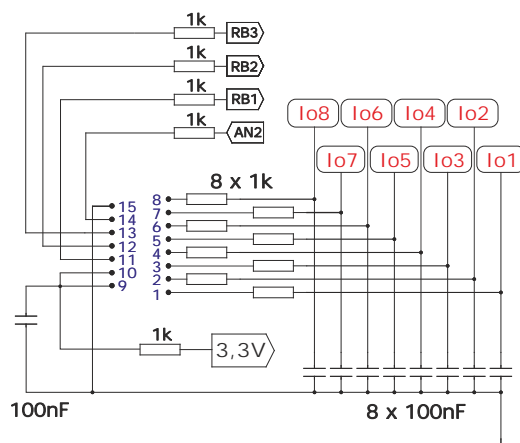 1k
RB3
1k
RB2
1k
RB1
1k
AN2
Io8 Io6 Io4 Io2
Io7 Io5 Io3 Io1
8 x 1k
15
14
13
12
11
10
9
8
7
6
5
4
3
2
1
1k
3,3V
100nF
8 x 100nF